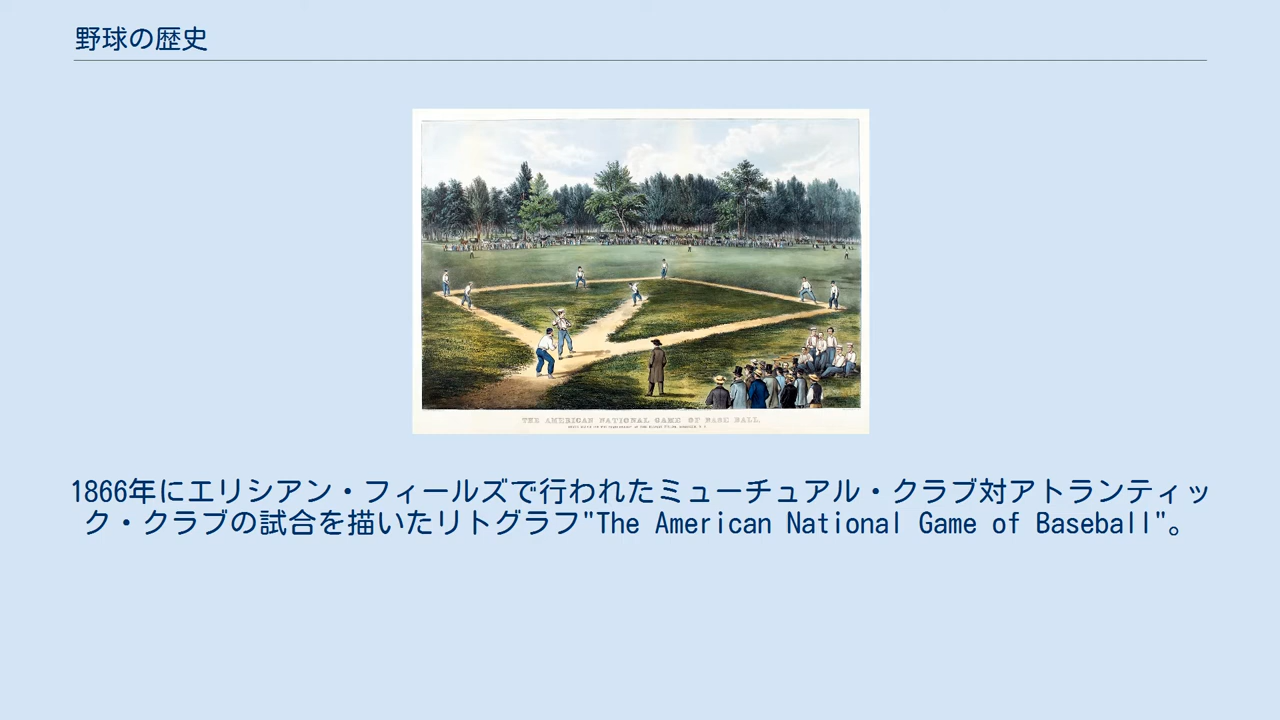 野球の歴史
THE AMERICAN NATIONAL GAME OF BASE BALL.
1866年にエリシアン・フィールズで行われたミューチュアル・クラブ対アトランティッ
ク・クラブの試合を描いたリトグラフ"The American National Game of Baseball"。